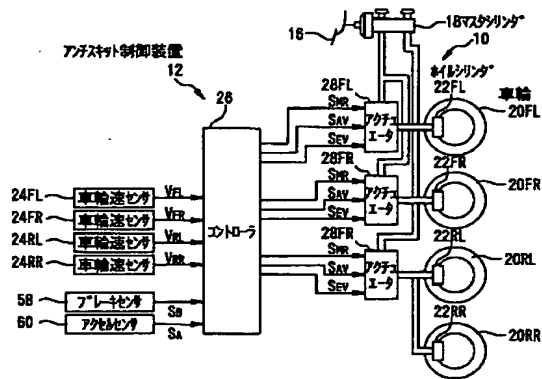 アンチスキット制御装置
12
26
16
18マスタシリンダ
10
ホイルシリンダ
22FL
車輪
20FL
28FL
アクチュ
エータ
SMR
SAV
SEV
22FR
20FR
28FR
アクチュ
エータ
SMR
SAV
SEV
22RL
20RL
28FR
アクチュ
エータ
SMR
SAV
SEV
22RR
20RR
コントローラ
24FL 車輪速センサ VFL
24FR 車輪速センサ VFR
24RL 車輪速センサ VRL
24RR 車輪速センサ VRR
58 ブレーキセンサ SB
60 アクセルセンサ SA